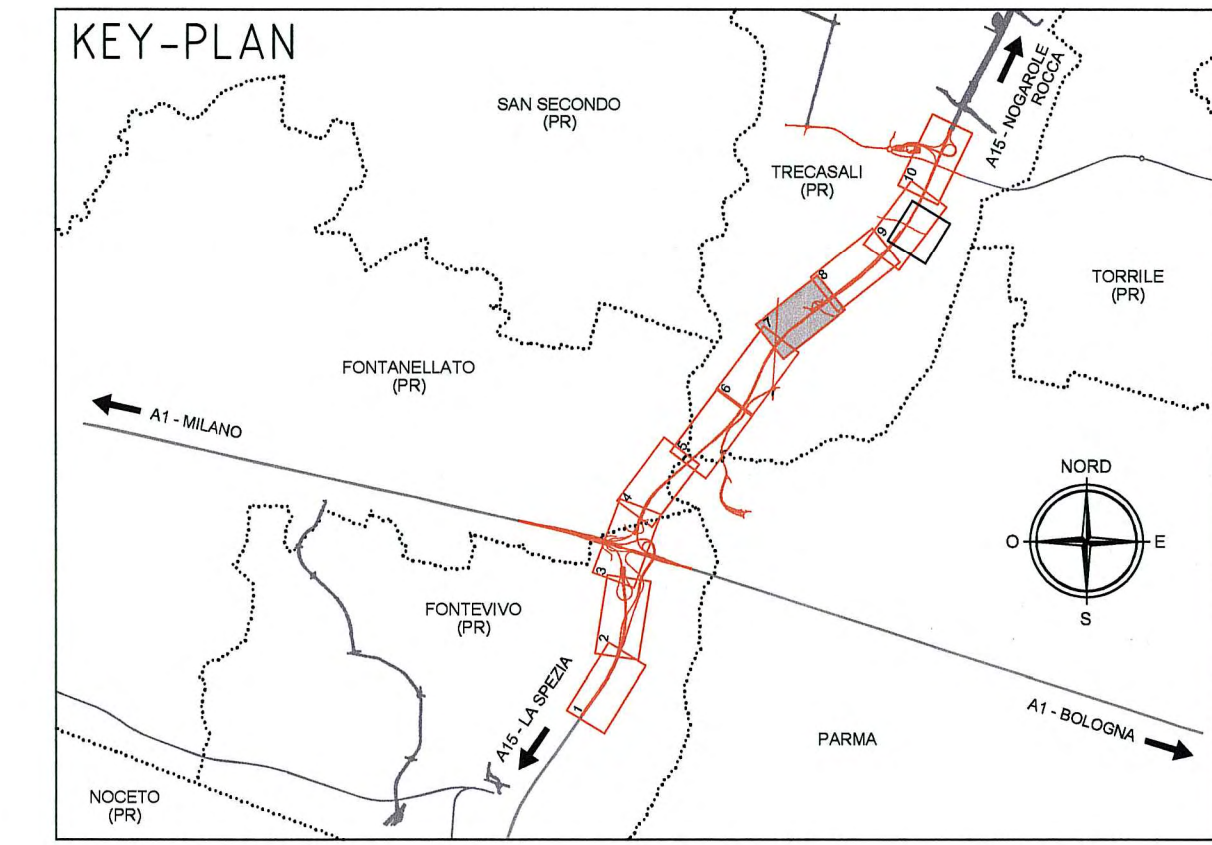 KEY-PLAN
SAN SECONDO
(PR)
A15 - NOGAROLE
ROCCA
TRECASALI
(PR)
10
9
TORRILE
(PR)
8
7
FONTANELLATO
(PR)
6
A1 - MILANO
5
NORD
4
O
E
S
3
FONTEVIVO
(PR)
2
A15 - LA SPEZIA
1
A1 - BOLOGNA
PARMA
NOCETO
(PR)